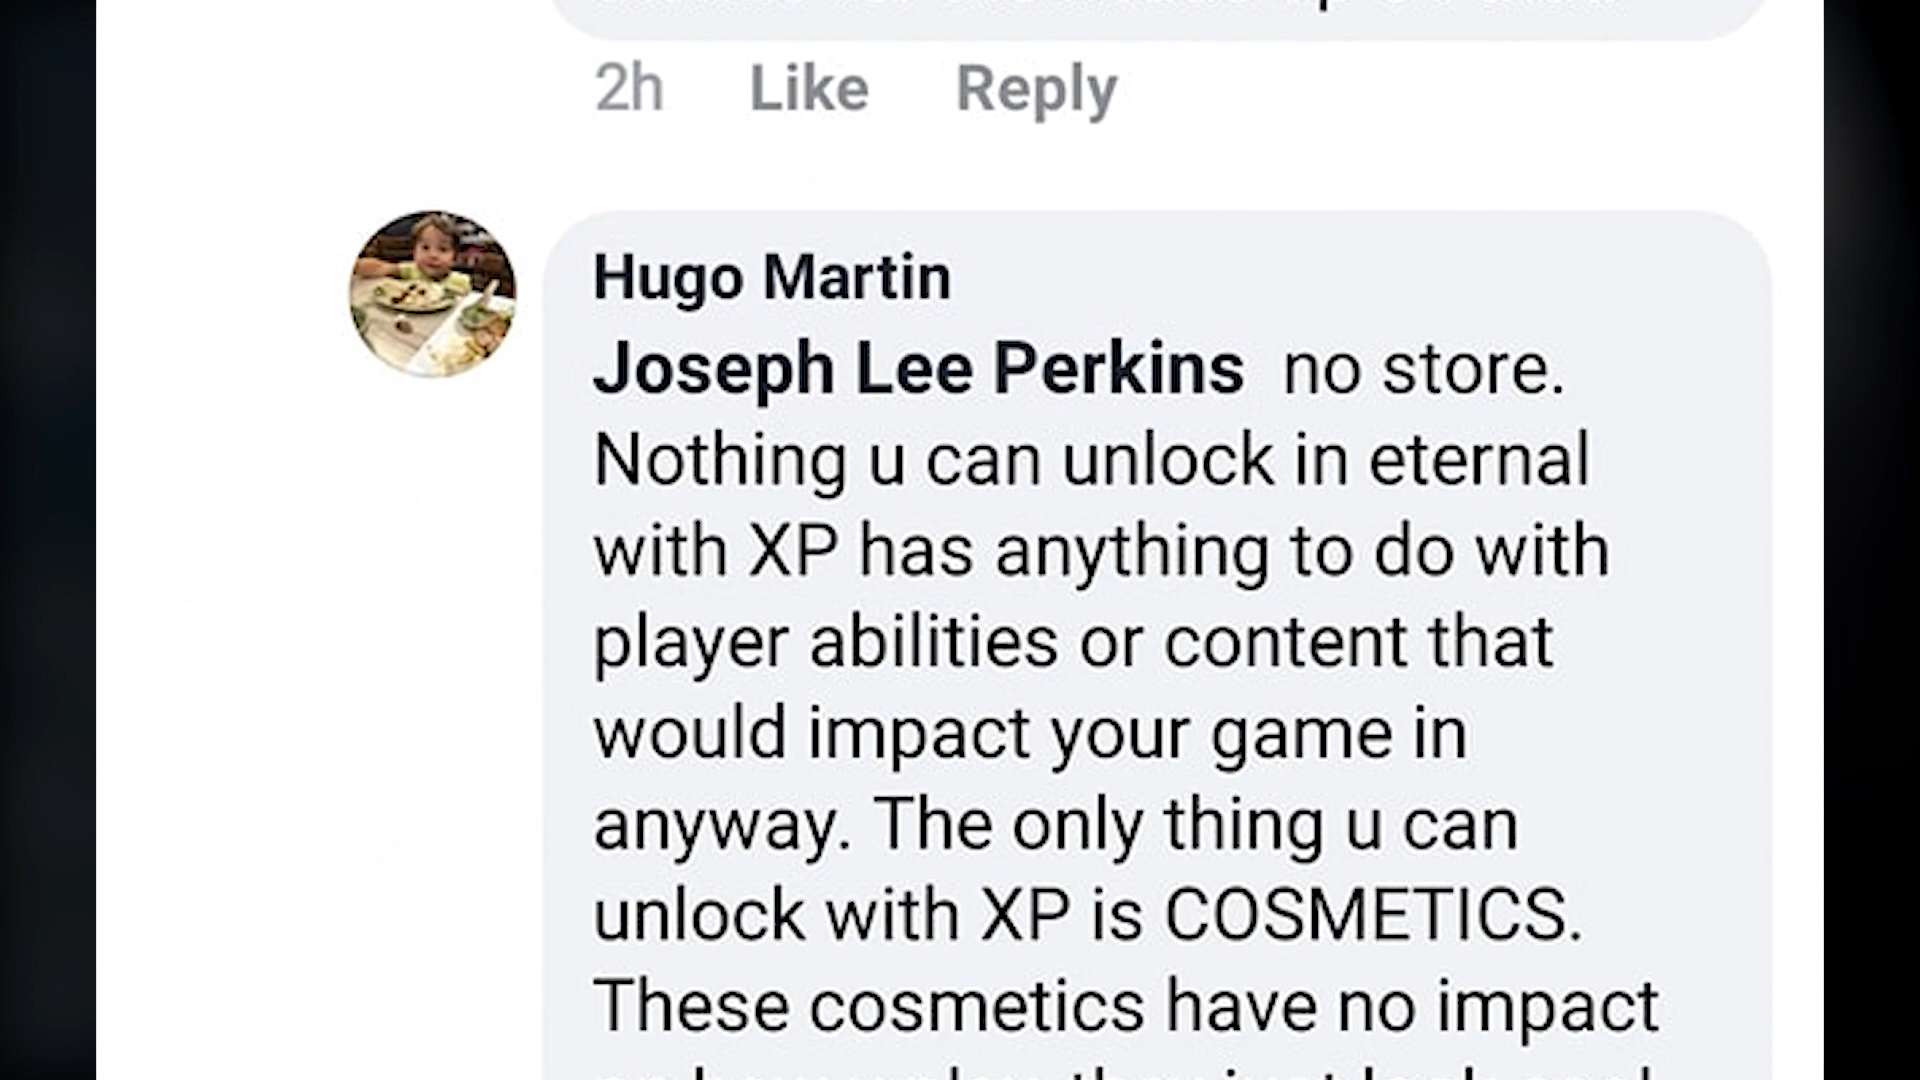 2h Like Reply
Hugo Martin
Joseph Lee Perkins no store.
Nothing u can unlock in eternal
with XP has anything to do with
player abilities or content that
would impact your game in
anyway. The only thing u can
unlock with XP is COSMETICS.
These cosmetics have no impact